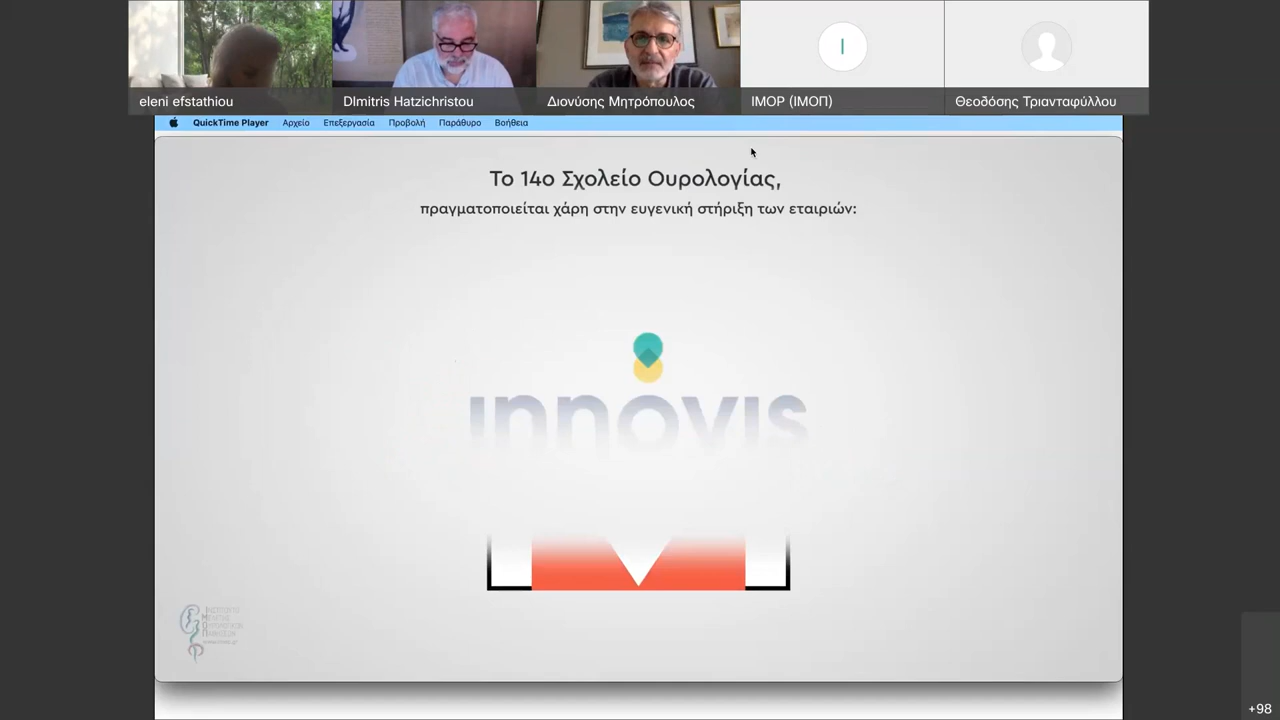 eleni efstathiou
DImitris Hatzichristou
Διονύσης Μητρόπουλος
I
IMOP (ΙΜΟΠ)
Θεοδόσης Τριανταφύλλου
QuickTime Player Αρχείο Επεξεργασία Προβολή Παράθυρο Βοήθεια
Το 14ο Σχολείο Ουρολογίας,
πραγματοποιείται χάρη στην ευγενική στήριξη των εταιριών:
innovis
+98